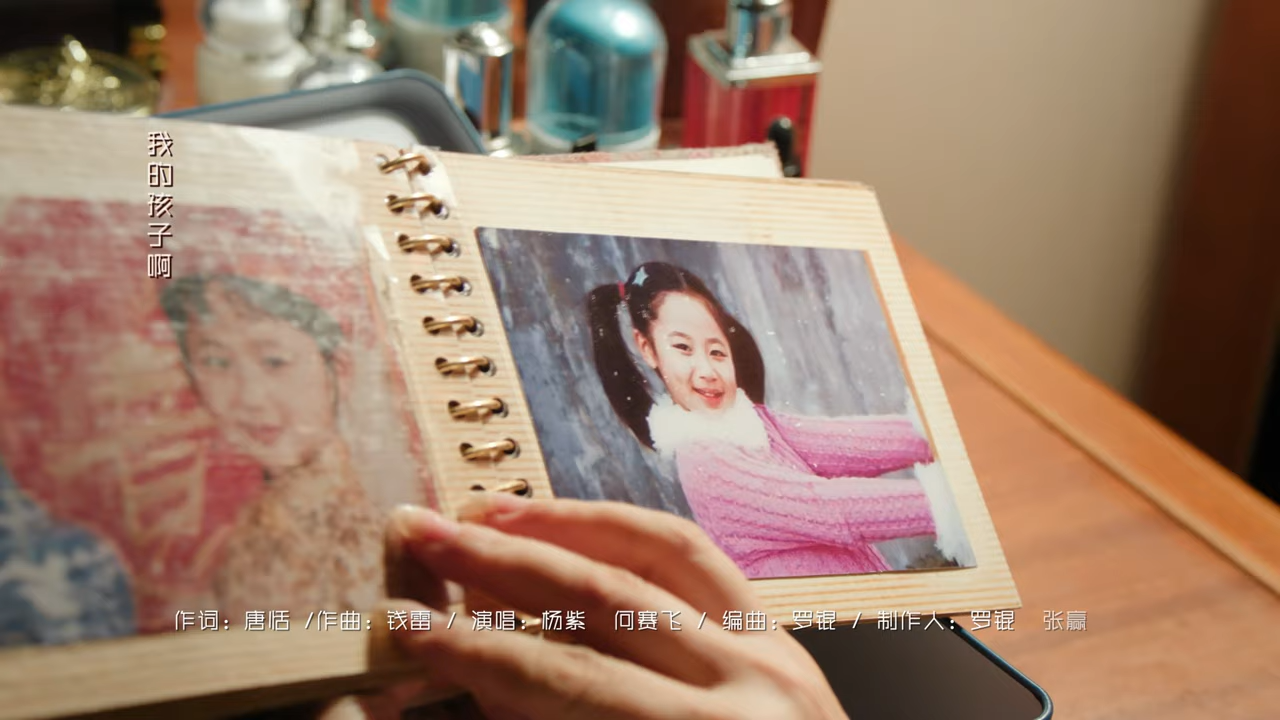 我的孩子啊
作词：唐恬 /作曲：钱雷 / 演唱：杨紫 何赛飞 / 编曲：罗锟 / 制作人：罗锟 张赢